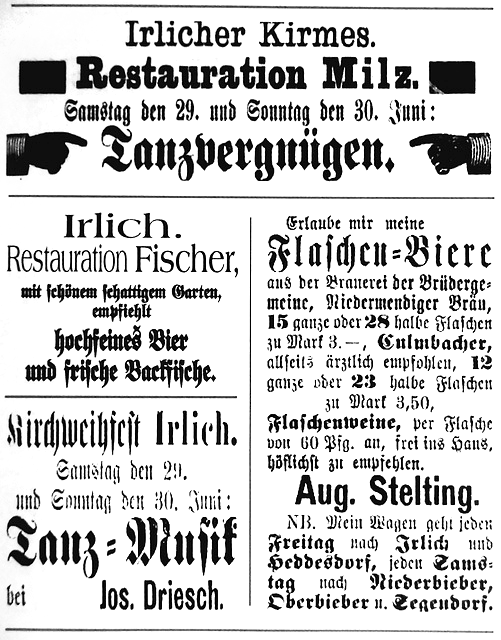 Irlicher Kirmes.
Restauration Milz.
Samstag den 29. und Sonntag den 30. Juni:
Tanzvergnügen.
Irlich.
Restauration Fischer,
mit schönem schattigem Garten,
empfiehlt
hochfeines Bier
und frische Backfische.
Kirchweihfest Irlich.
Samstag den 29.
und Sonntag den 30. Juni:
Tanz-Musik
bei Jos. Driesch.
Erlaube mir meine
Flaschen-Biere
aus der Brauerei der Brüderge-
meine, Niedermendiger Bräu,
15 ganze oder 28 halbe Flaschen
zu Mark 3.—, Culmbacher,
allseits ärztlich empfohlen, 12
ganze oder 23 halbe Flaschen
zu Mark 3,50,
Flaschenweine, per Flasche
von 60 Pfg. an, frei ins Haus,
höflichst zu empfehlen.
Aug. Stelting.
NB. Mein Wagen geht jeden
Freitag nach Irlich und
Heddesdorf, jeden Sams-
tag nach Niederbieber,
Oberbieber u. Segendorf.